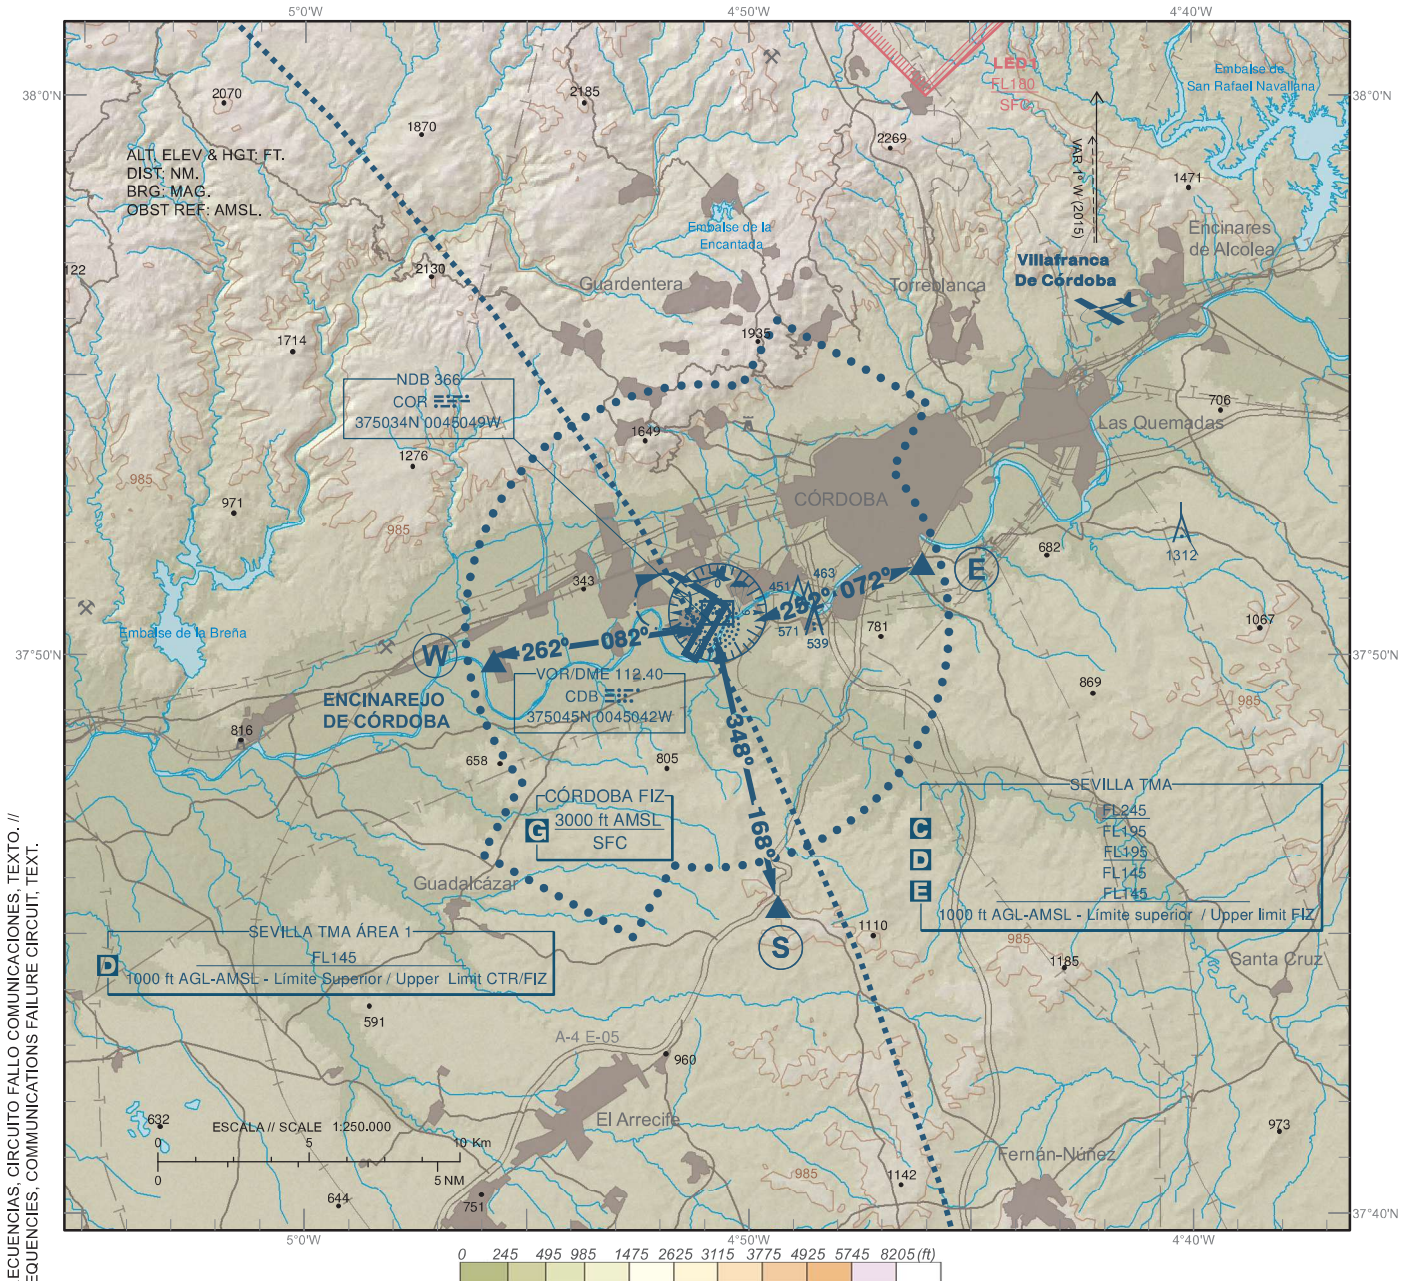 5°0'W
4°50'W
4°40'W
38°0'N
38°0'N
2070
2185
1870
LED1
FL180
SFC
Embalse de
San Rafael Navallana
2269
ALT, ELEV & HGT: FT.
DIST: NM.
BRG: MAG.
OBST REF: AMSL.
VAR 1° W (2015)
1471
Embalse de la
Encantada
Encinares
de Alcolea
122
2130
Villafranca
De Córdoba
Guardentera
Torreblanca
1714
1935
NDB 366
COR
375034N 0045049W
706
Las Quemadas
1649
1276
985
971
985
CÓRDOBA
682
1312
E
343
451
463
252°
072°
571
539
781
1067
Embalse de la Breña
W
262°
082°
37°50'N
37°50'N
VOR/DME 112.40
CDB
375045N 0045042W
869
985
ENCINAREJO
DE CÓRDOBA
816
348°
658
805
168°
CÓRDOBA FIZ
G
3000 ft AMSL
SFC
SEVILLA TMA
FL245
C
FL195
FL195
D
FL145
E
FL145
1000 ft AGL-AMSL - Límite superior / Upper limit FIZ
Guadalcázar
S
1110
985
1185
Santa Cruz
SEVILLA TMA ÁREA 1
FL145
D
1000 ft AGL-AMSL - Límite Superior / Upper Limit CTR/FIZ
591
A-4 E-05
960
632
El Arrecife
973
ESCALA // SCALE 1:250.000
0
5
10 Km
0
5 NM
Fernán-Núñez
985
1142
644
751
37°40'N
37°40'N
5°0'W
4°50'W
4°40'W
0 245 495 985 1475 2625 3115 3775 4925 5745 8205(ft)
ECUENCIAS, CIRCUITO FALLO COMUNICACIONES, TEXTO. //
EQUENCIES, COMMUNICATIONS FAILURE CIRCUIT, TEXT.